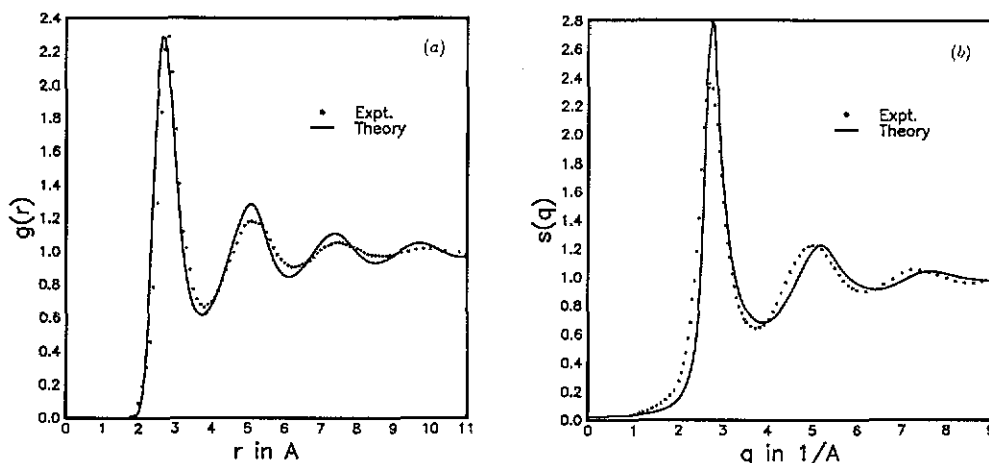 (a)
Expt.
Theory
g(r)
2.4
2.2
2.0
1.8
1.6
1.4
1.2
1.0
0.8
0.6
0.4
0.2
0.0
0 1 2 3 4 5 6 7 8 9 10 11
r in A
(b)
Expt.
Theory
s(q)
2.8
2.6
2.4
2.2
2.0
1.8
1.6
1.4
1.2
1.0
0.8
0.6
0.4
0.2
0.0
0 1 2 3 4 5 6 7 8 9
q in 1/A